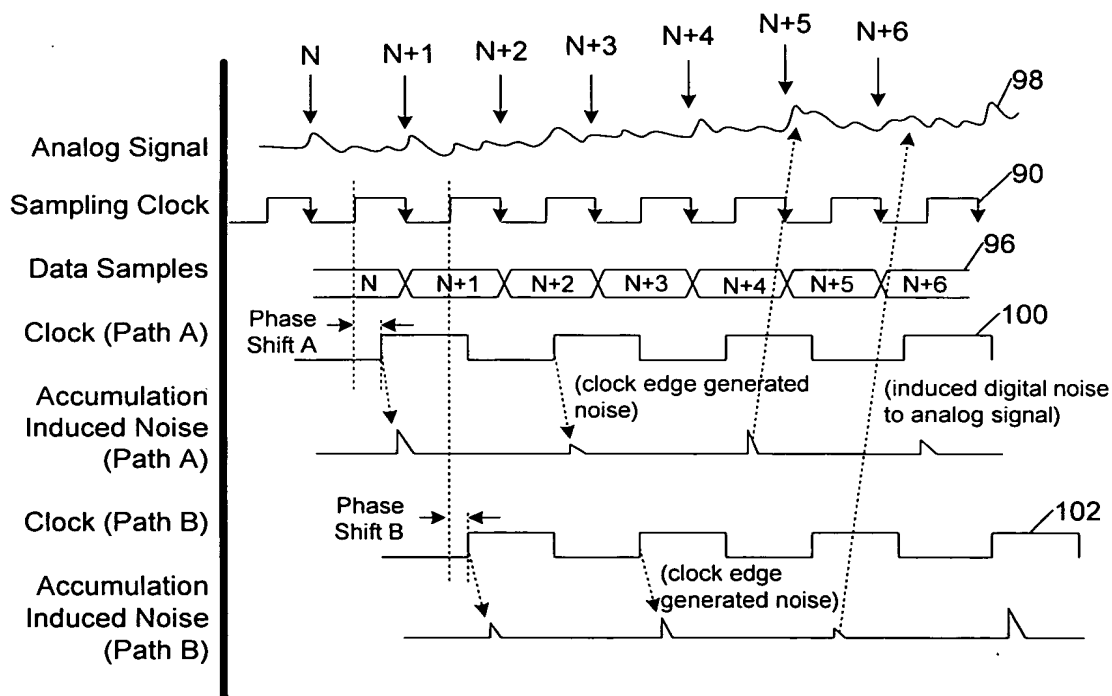 N
N+1
N+2
N+3
N+4
N+5
N+6
98
Analog Signal
Sampling Clock
90
Data Samples
N
N+1
N+2
N+3
N+4
N+5
N+6
96
Clock (Path A)
Phase
Shift A
100
Accumulation
Induced Noise
(Path A)
(clock edge generated
noise)
(induced digital noise
to analog signal)
Clock (Path B)
Phase
Shift B
102
Accumulation
Induced Noise
(Path B)
(clock edge
generated noise)